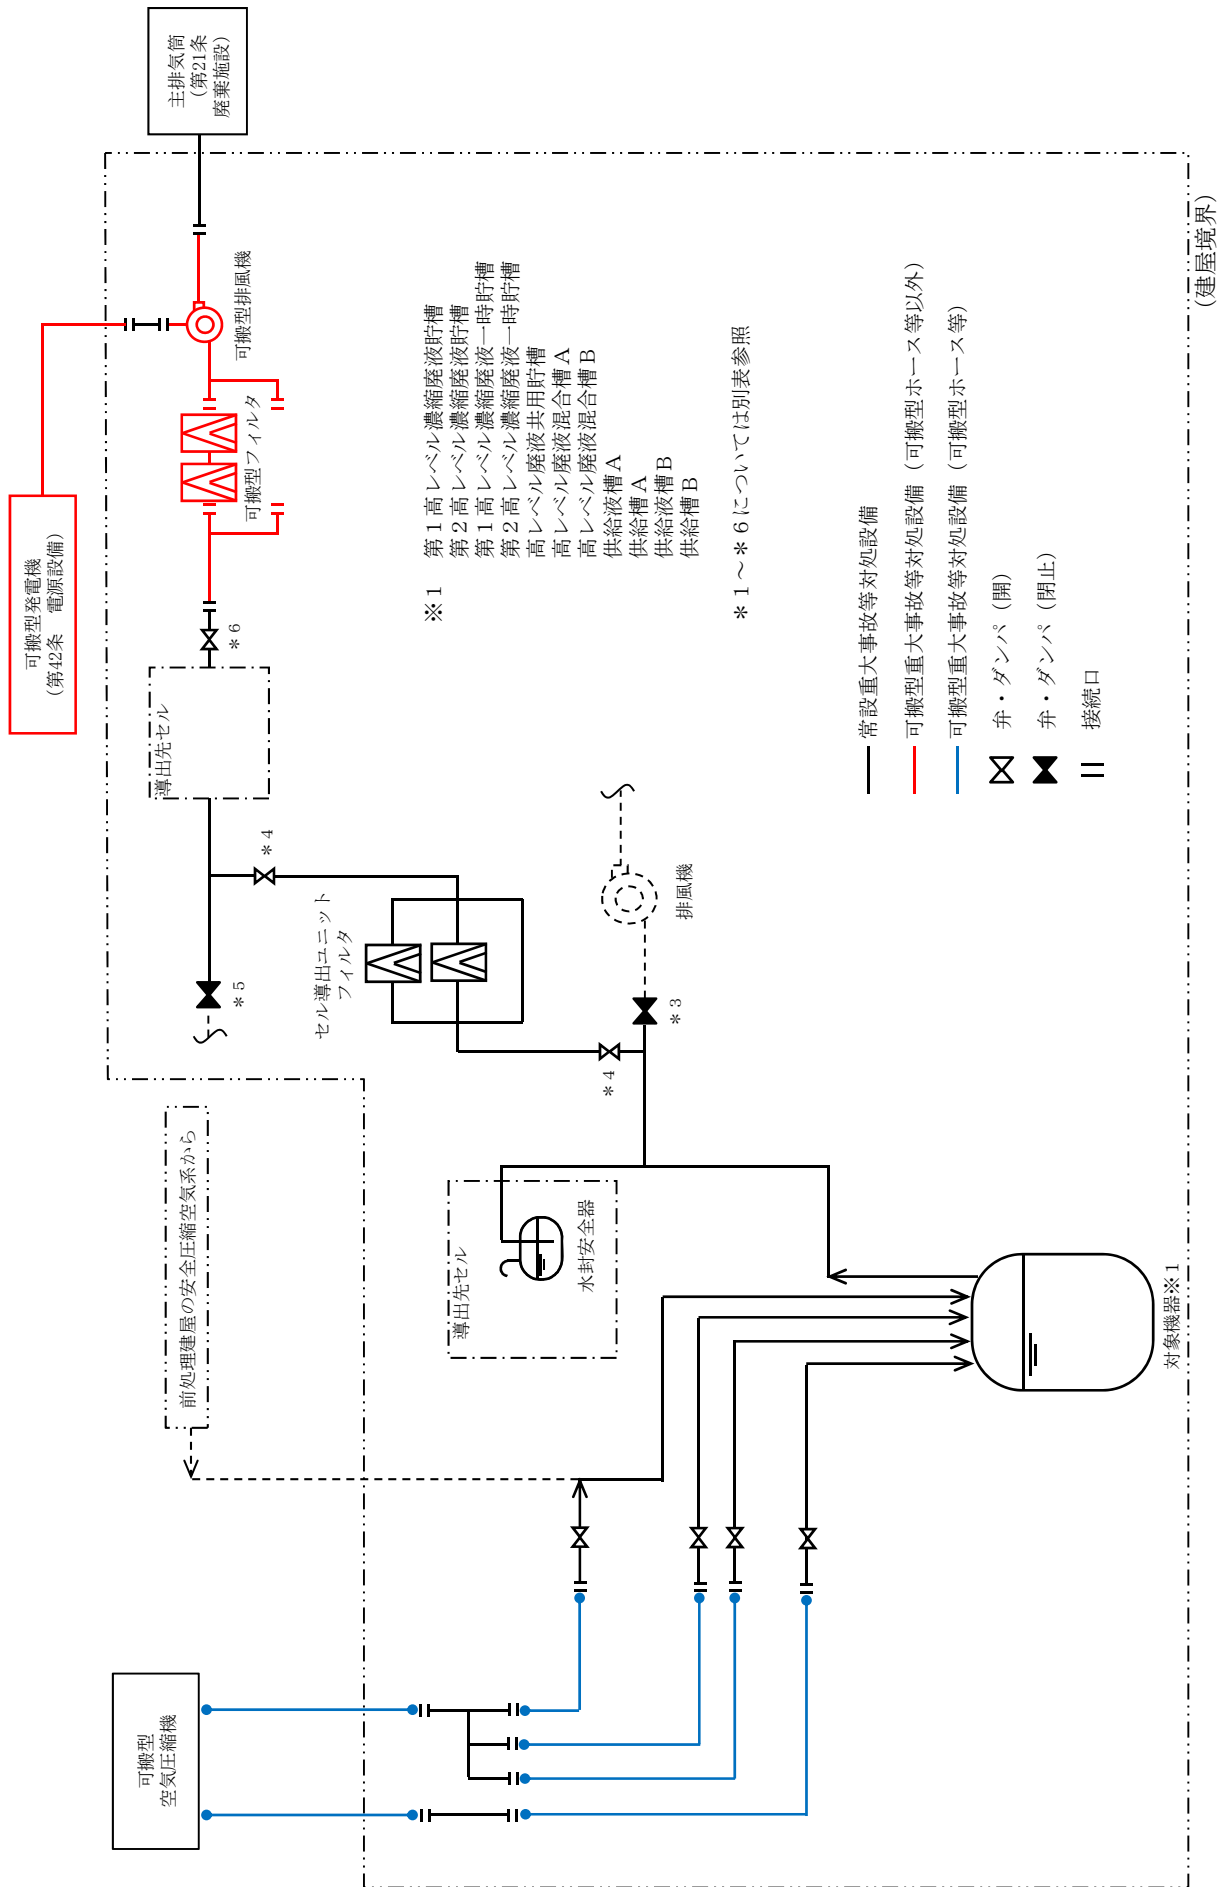 主排気筒
（第21条
廃棄施設）
可搬型発電機
（第42条　電源設備）
可搬型排風機
可搬型フィルタ
＊6
導出先セル
＊4
＊5
セル導出ユニット
フィルタ
排風機
＊3
＊4
前処理建屋の安全圧縮空気系から
導出先セル
水封安全器
対象機器※1
可搬型
空気圧縮機
（建屋境界）
※1　第1高レベル濃縮廃液貯槽
第2高レベル濃縮廃液貯槽
第1高レベル濃縮廃液一時貯槽
第2高レベル濃縮廃液一時貯槽
高レベル廃液共用貯槽
高レベル廃液混合槽A
高レベル廃液混合槽B
供給液槽A
供給槽A
供給液槽B
供給槽B
＊1～＊6については別表参照
常設重大事故等対処設備
可搬型重大事故等対処設備（可搬型ホース等以外）
可搬型重大事故等対処設備（可搬型ホース等）
弁・ダンパ（開）
弁・ダンパ（閉止）
接続口